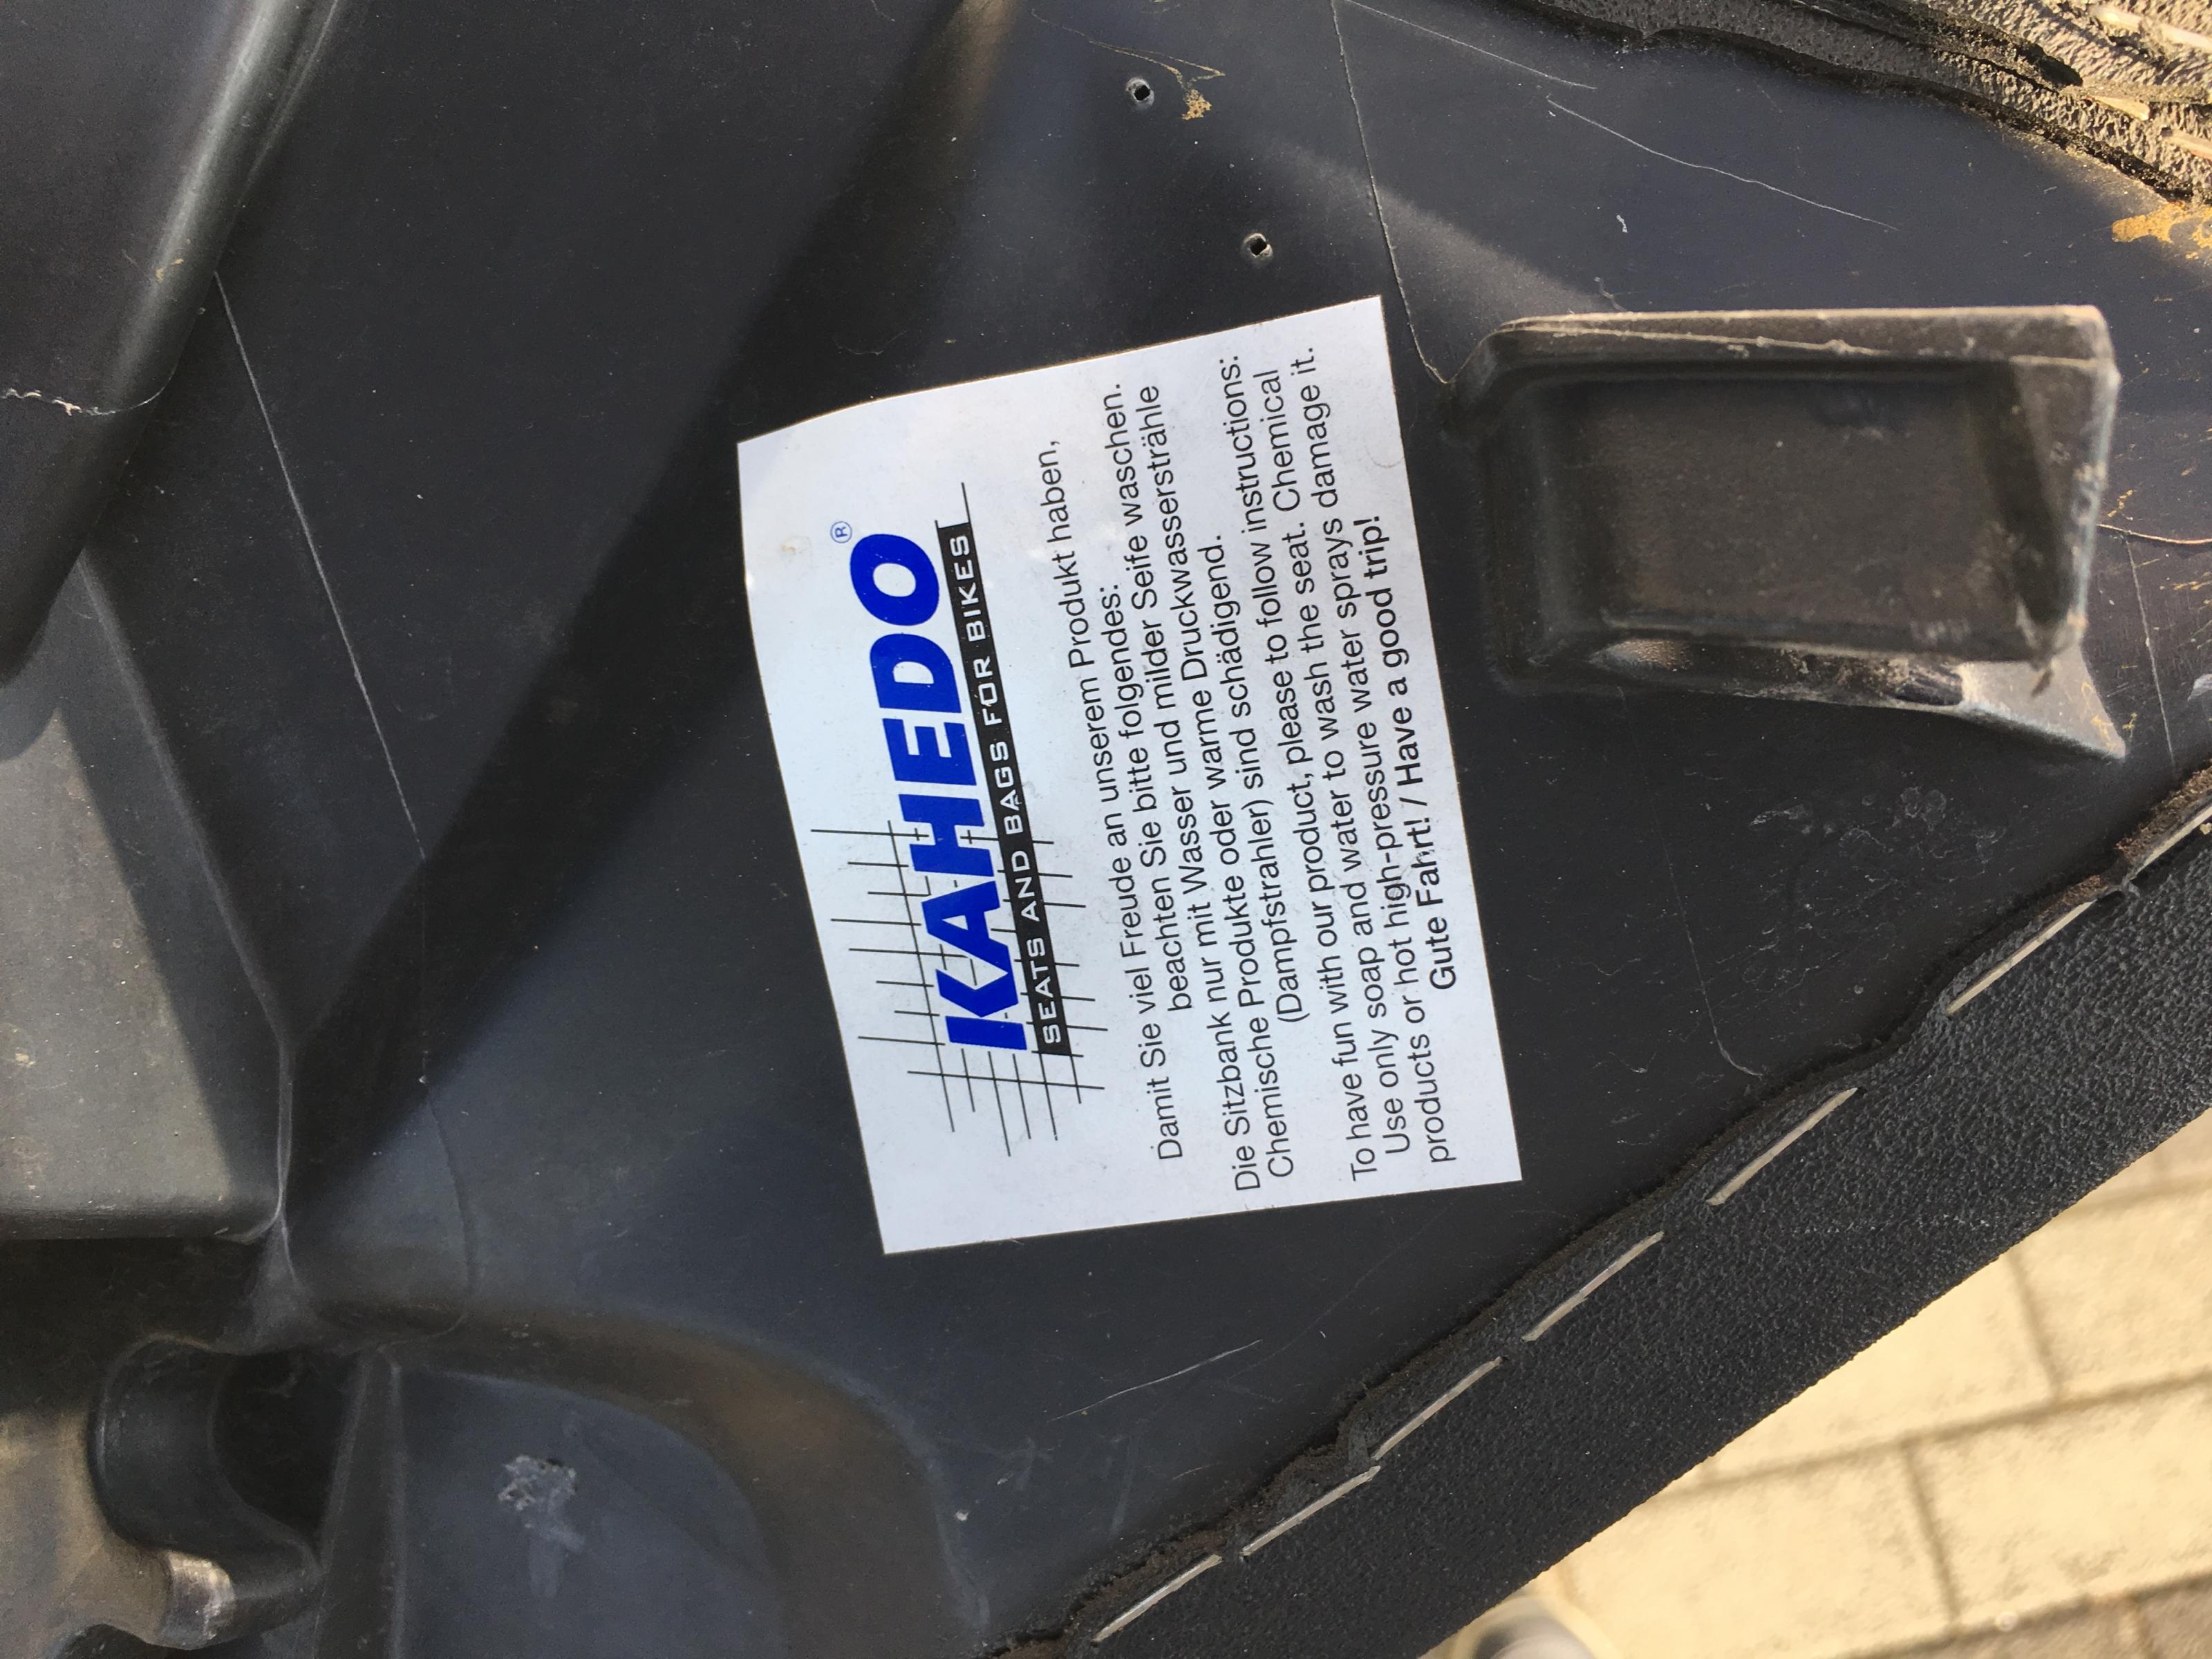 KAHEDO®
SEATS AND BAGS FOR BIKES
Damit Sie viel Freude an unserem Produkt haben,
beachten Sie bitte folgendes:
Die Sitzbank nur mit Wasser und milder Seife waschen.
Chemische Produkte oder warme Druckwassersträhle
(Dampfstrahler) sind schädigend.
To have fun with our product, please to follow instructions:
Use only soap and water to wash the seat. Chemical
products or hot high-pressure water sprays damage it.
Gute Fahrt! / Have a good trip!